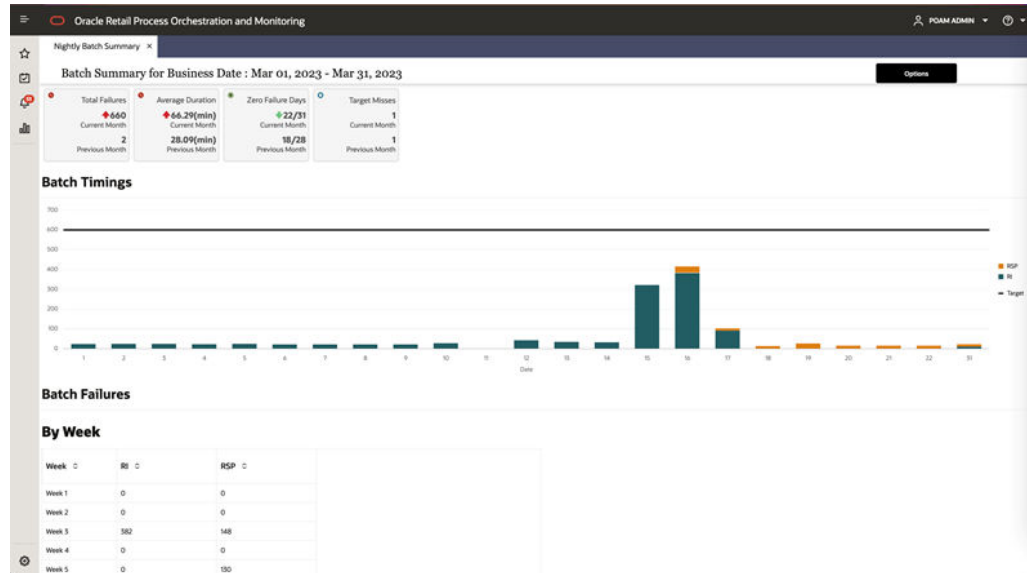 Oracle Retail Process Orchestration and Monitoring
POAM ADMIN
Nightly Batch Summary ×
Batch Summary for Business Date : Mar 01, 2023 - Mar 31, 2023
Options
Total Failures
660
Current Month
2
Previous Month
Average Duration
66.29(min)
Current Month
28.09(min)
Previous Month
Zero Failure Days
22/31
Current Month
18/28
Previous Month
Target Misses
1
Current Month
1
Previous Month
Batch Timings
700
600
500
400
300
200
100
0
1 2 3 4 5 6 7 8 9 10 11 12 13 14 15 16 17 18 19 20 21 22 31
Date
RSP
RI
Target
Batch Failures
By Week
Week RI RSP
Week 1 0 0
Week 2 0 0
Week 3 382 148
Week 4 0 0
Week 5 0 130